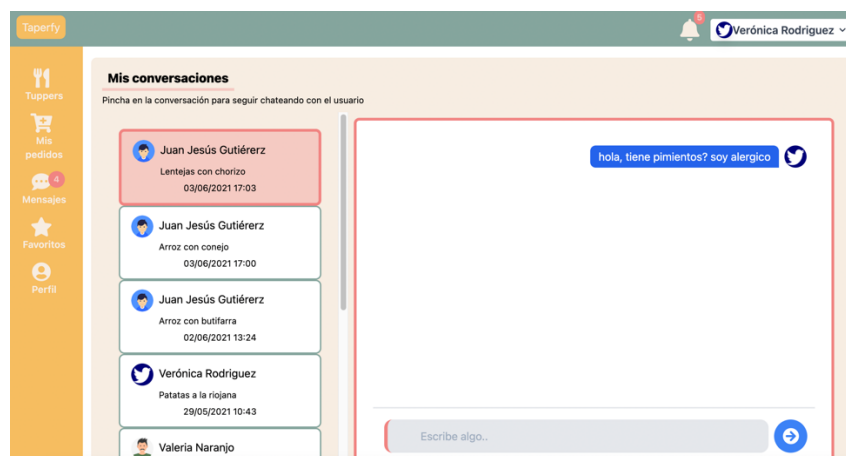 Taperfy
5
Verónica Rodriguez
Tuppers
Mis
pedidos
4
Mensajes
Favoritos
Perfil
Mis conversaciones
Pincha en la conversación para seguir chateando con el usuario
Juan Jesús Gutiérerz
Lentejas con chorizo
03/06/2021 17:03
Juan Jesús Gutiérerz
Arroz con conejo
03/06/2021 17:00
Juan Jesús Gutiérerz
Arroz con butifarra
02/06/2021 13:24
Verónica Rodriguez
Patatas a la riojana
29/05/2021 10:43
Valeria Naranjo
hola, tiene pimientos? soy alergico
Escribe algo..